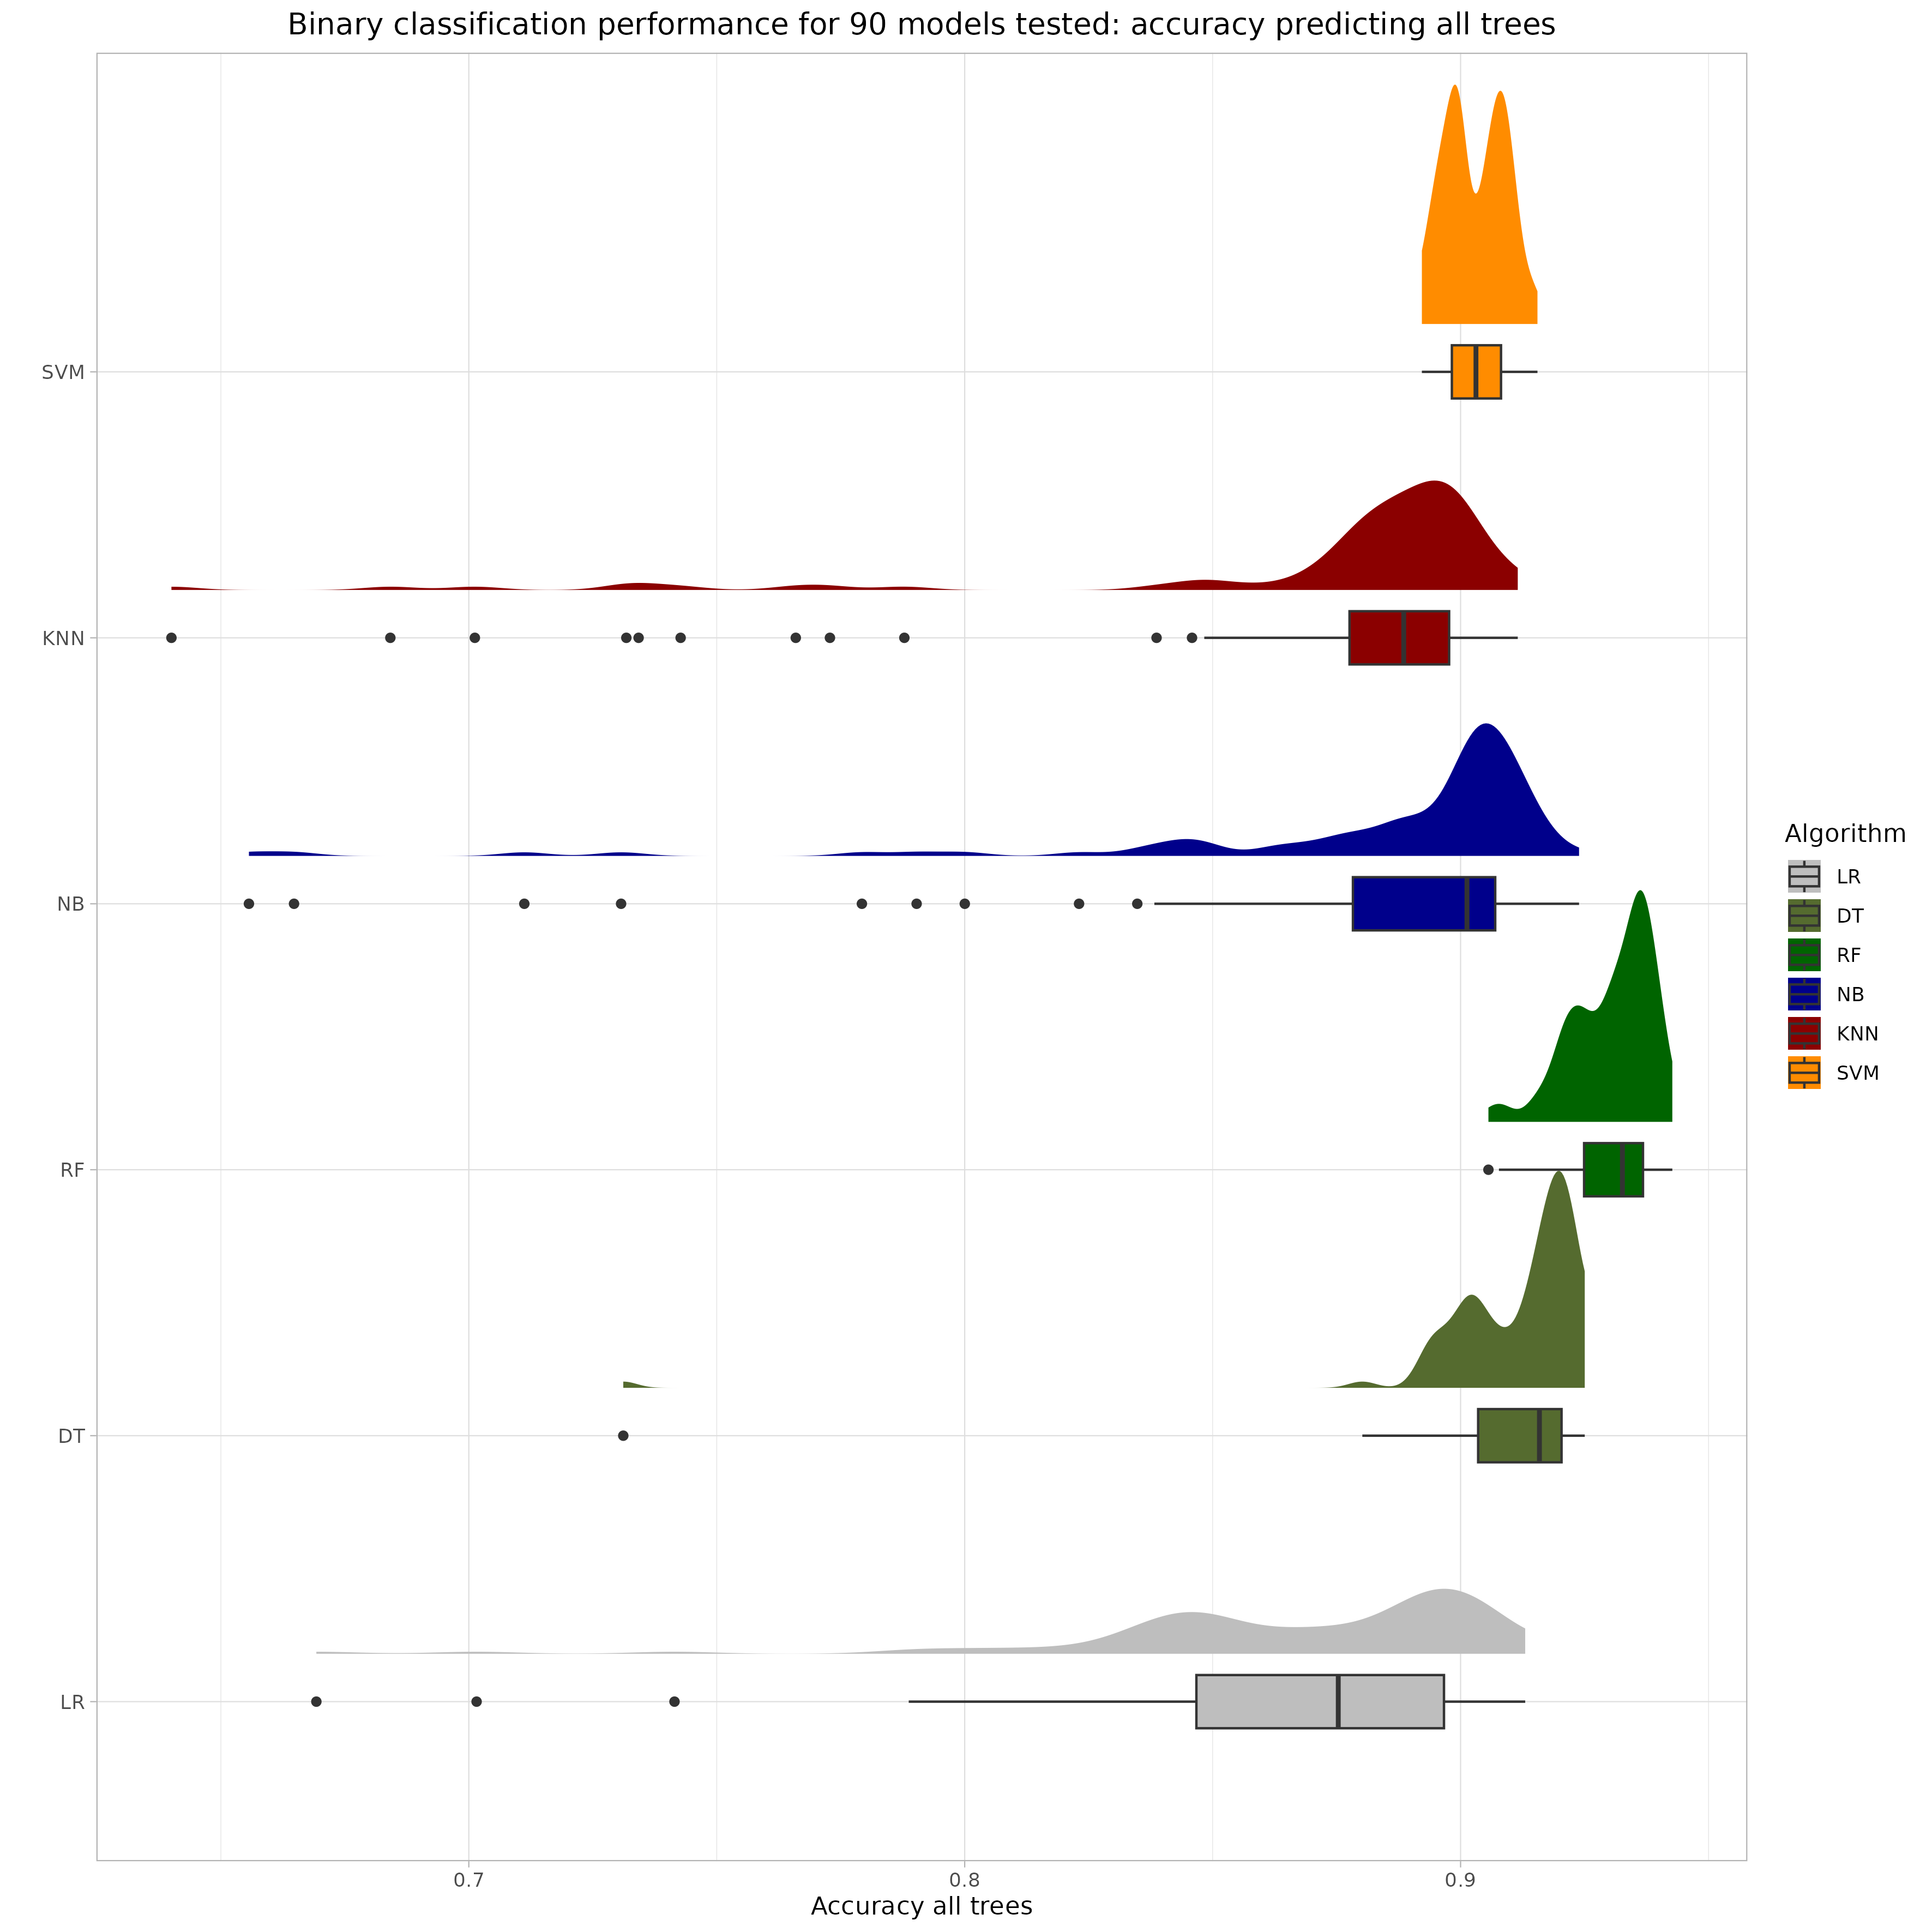 Binary classification performance for 90 models tested: accuracy predicting all trees
SVM
KNN
NB
RF
DT
LR
0.7
0.8
0.9
Accuracy all trees
Algorithm
LR
DT
RF
NB
KNN
SVM